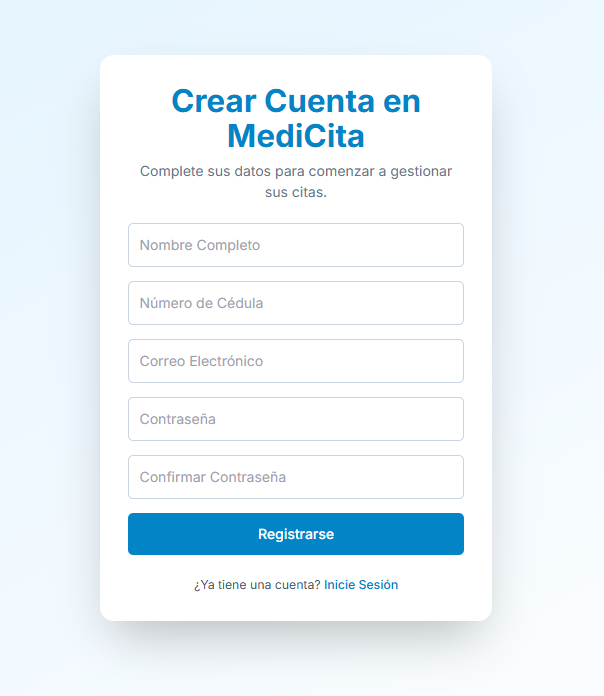 Crear Cuenta en
MediCita
Complete sus datos para comenzar a gestionar
sus citas.
Nombre Completo
Número de Cédula
Correo Electrónico
Contraseña
Confirmar Contraseña
Registrarse
¿Ya tiene una cuenta? Inicie Sesión